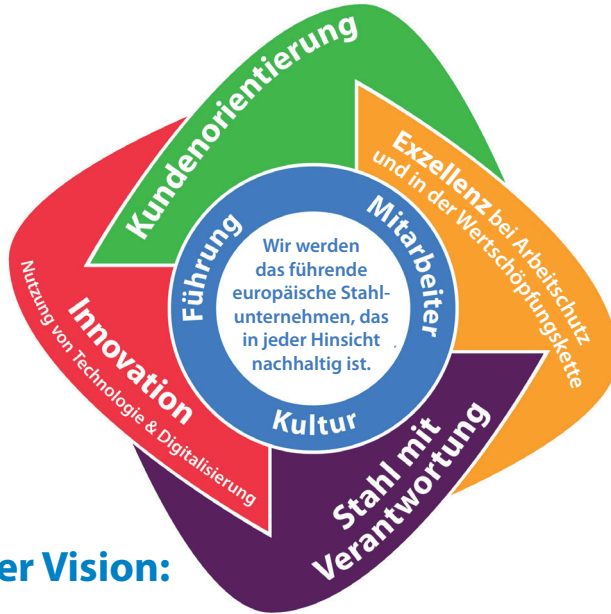 Kundenorientierung
Exzellenz bei Arbeitschutz
und in der Wertschöpfungskette
Führung
Mitarbeiter
Wir werden
das führende
europäische Stahl-
unternehmen, das
in jeder Hinsicht
nachhaltig ist.
Innovation
Nutzung von Technologie & Digitalisierung
Kultur
Stahl mit
Verantwortung
er Vision: